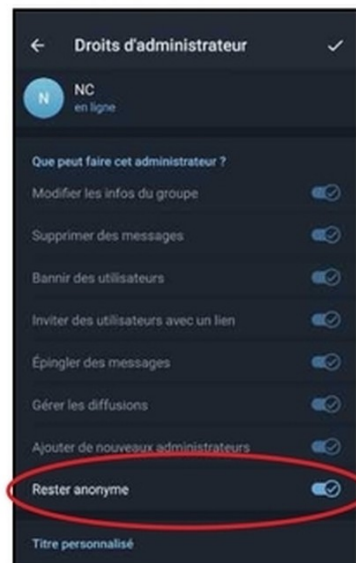 Droits d'administrateur
N
NC
en ligne
Que peut faire cet administrateur ?
Modifier les infos du groupe
Supprimer des messages
Bannir des utilisateurs
Inviter des utilisateurs avec un lien
Épingler des messages
Gérer les diffusions
Ajouter de nouveaux administrateurs
Rester anonyme
Titre personnalisé